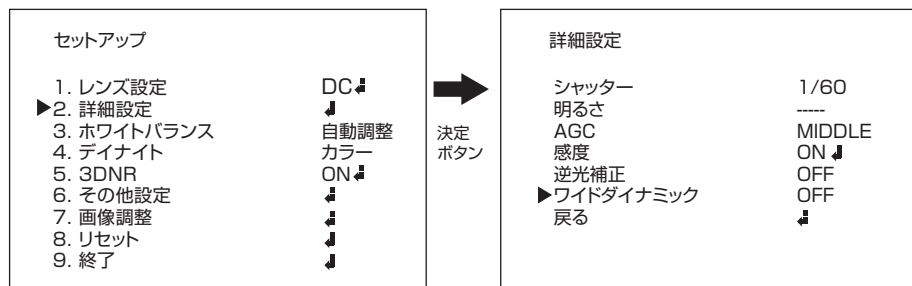 セットアップ
1. レンズ設定 DC
2. 詳細設定
3. ホワイトバランス 自動調整
4. デイナイト カラー
5. 3DNR ON
6. その他設定
7. 画像調整
8. リセット
9. 終了
決定
ボタン
詳細設定
シャッター 1/60
明るさ -----
AGC MIDDLE
感度 ON
逆光補正 OFF
ワイドダイナミック OFF
戻る